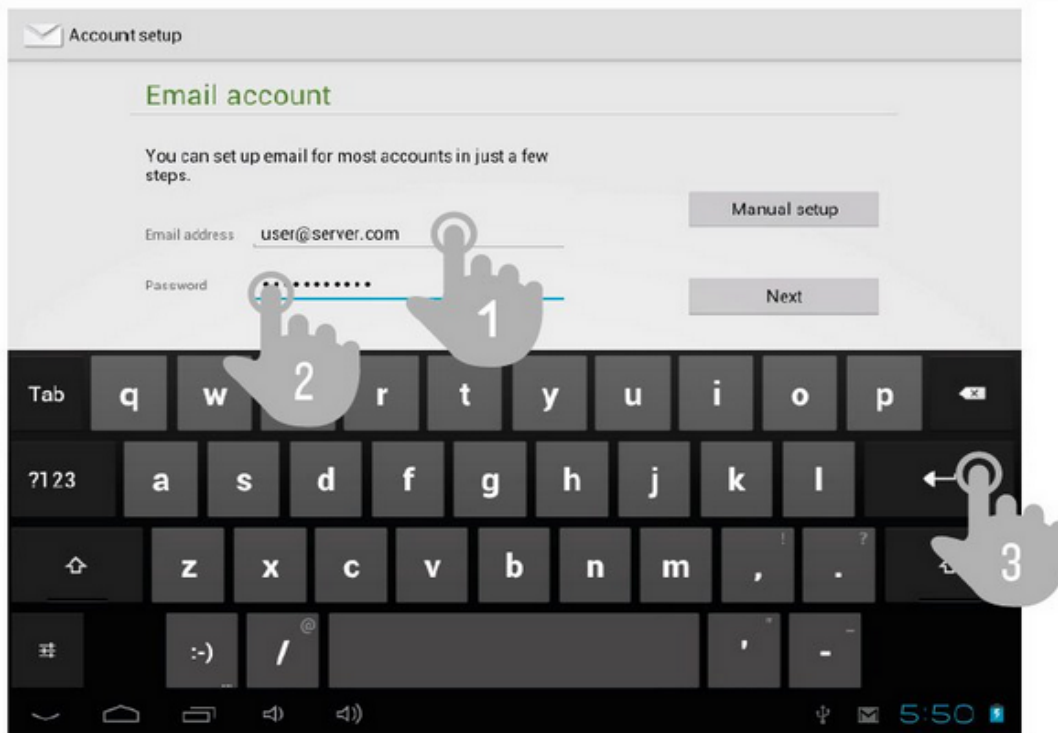 Account setup
Email account
You can set up email for most accounts in just a few
steps.
Manual setup
Email address user@server.com
1
Password ••••••••••
Next
2
Tab q w r t y u i o p
?123 a s d f g h j k l
3
z x c v b n m , ! . ?
:-) ... / @ ' " - _
5:50